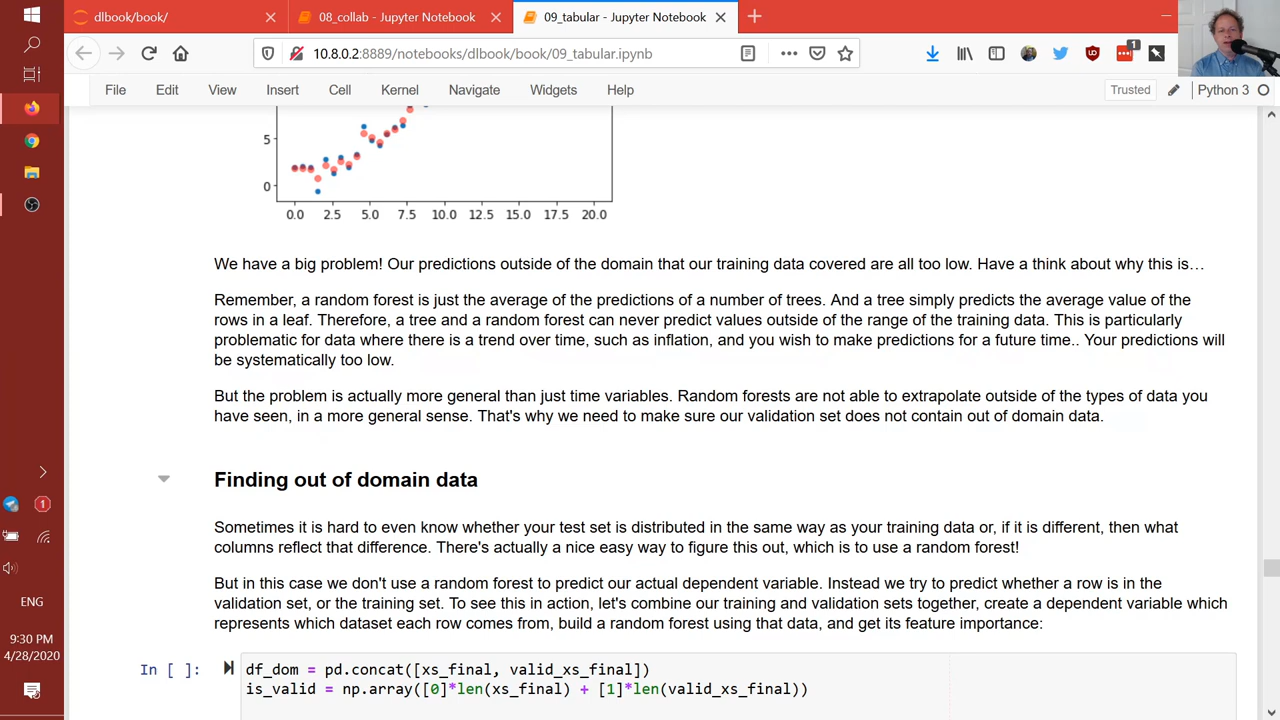 dlbook/book/
08_collab - Jupyter Notebook
09_tabular - Jupyter Notebook
10.8.0.2:8889/notebooks/dlbook/book/09_tabular.ipynb
1
File Edit View Insert Cell Kernel Navigate Widgets Help
Trusted Python 3
5
0
0.0 2.5 5.0 7.5 10.0 12.5 15.0 17.5 20.0
We have a big problem! Our predictions outside of the domain that our training data covered are all too low. Have a think about why this is…
Remember, a random forest is just the average of the predictions of a number of trees. And a tree simply predicts the average value of the
rows in a leaf. Therefore, a tree and a random forest can never predict values outside of the range of the training data. This is particularly
problematic for data where there is a trend over time, such as inflation, and you wish to make predictions for a future time.. Your predictions will
be systematically too low.
But the problem is actually more general than just time variables. Random forests are not able to extrapolate outside of the types of data you
have seen, in a more general sense. That's why we need to make sure our validation set does not contain out of domain data.
Finding out of domain data
Sometimes it is hard to even know whether your test set is distributed in the same way as your training data or, if it is different, then what
columns reflect that difference. There's actually a nice easy way to figure this out, which is to use a random forest!
But in this case we don't use a random forest to predict our actual dependent variable. Instead we try to predict whether a row is in the
validation set, or the training set. To see this in action, let's combine our training and validation sets together, create a dependent variable which
represents which dataset each row comes from, build a random forest using that data, and get its feature importance:
In [ ]: df_dom = pd.concat([xs_final, valid_xs_final])
is_valid = np.array([0]*len(xs_final) + [1]*len(valid_xs_final))
1
ENG
9:30 PM
4/28/2020